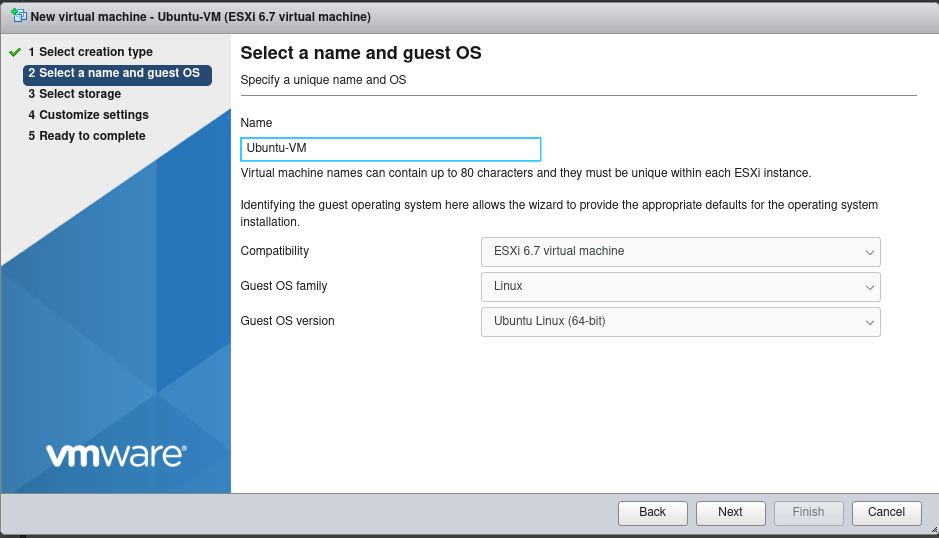 New virtual machine - Ubuntu-VM (ESXi 6.7 virtual machine)
1 Select creation type
2 Select a name and guest OS
3 Select storage
4 Customize settings
5 Ready to complete
vmware®
Select a name and guest OS
Specify a unique name and OS
Name
Ubuntu-VM
Virtual machine names can contain up to 80 characters and they must be unique within each ESXi instance.
Identifying the guest operating system here allows the wizard to provide the appropriate defaults for the operating system
installation.
Compatibility
ESXi 6.7 virtual machine
Guest OS family
Linux
Guest OS version
Ubuntu Linux (64-bit)
Back
Next
Finish
Cancel